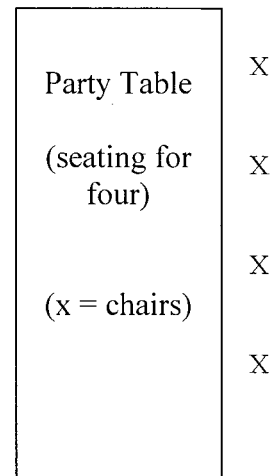 Party Table
X
(seating for
four)
X
X
(x = chairs)
X